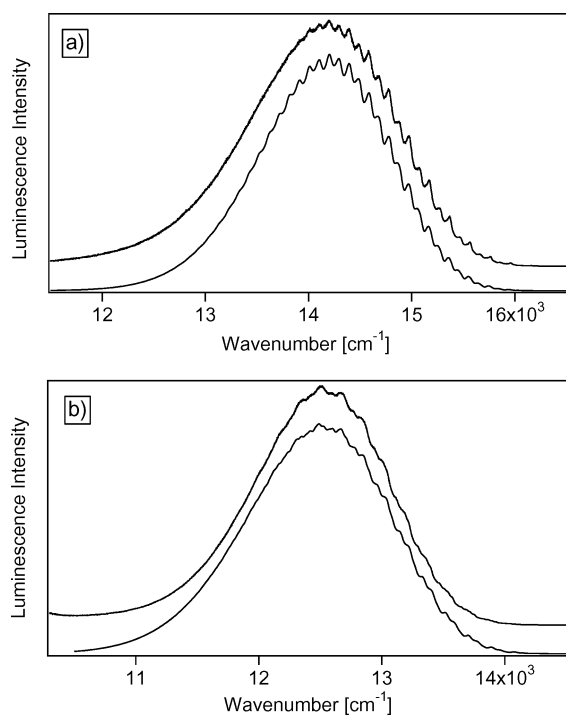 a)
Luminescence Intensity
12 13 14 15 16x10³
Wavenumber [cm⁻¹]
b)
Luminescence Intensity
11 12 13 14x10³
Wavenumber [cm⁻¹]